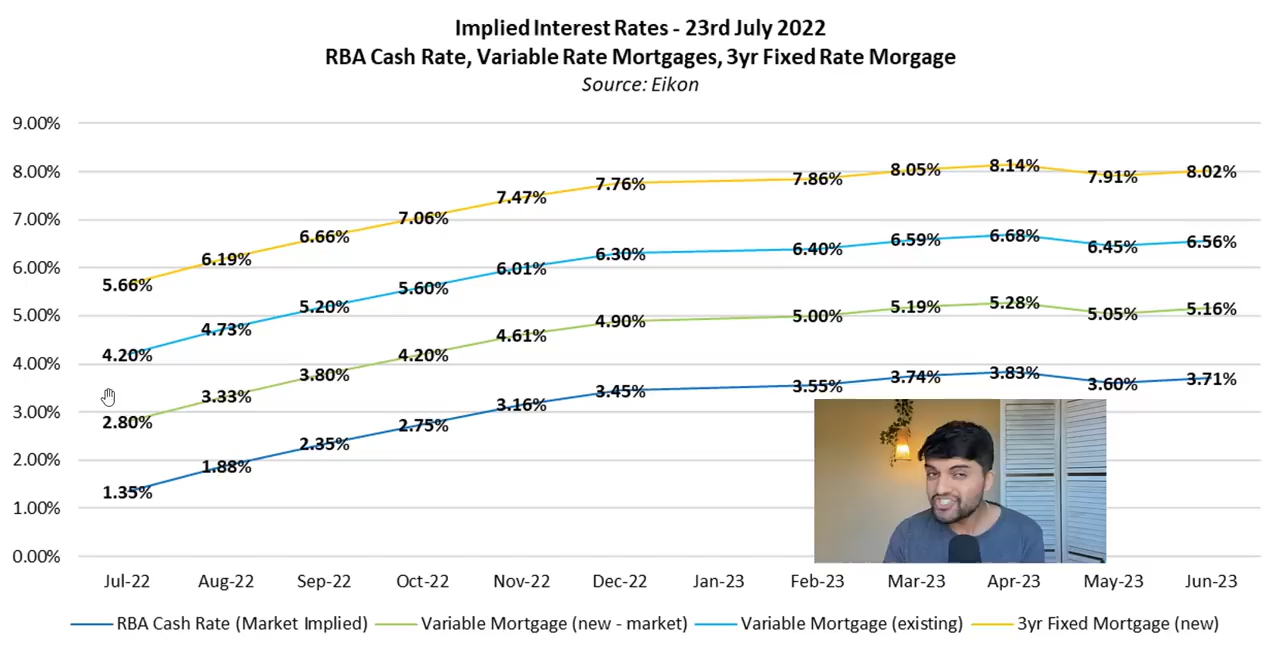 Implied Interest Rates - 23rd July 2022
RBA Cash Rate, Variable Rate Mortgages, 3yr Fixed Rate Morgage
Source: Eikon
9.00%
8.00%
7.00%
6.00%
5.00%
4.00%
3.00%
2.00%
1.00%
0.00%
5.66% 6.19% 6.66% 7.06% 7.47% 7.76% 7.86% 8.05% 8.14% 7.91% 8.02%
4.20% 4.73% 5.20% 5.60% 6.01% 6.30% 6.40% 6.59% 6.68% 6.45% 6.56%
2.80% 3.33% 3.80% 4.20% 4.61% 4.90% 5.00% 5.19% 5.28% 5.05% 5.16%
1.35% 1.88% 2.35% 2.75% 3.16% 3.45% 3.55% 3.74% 3.83% 3.60% 3.71%
Jul-22 Aug-22 Sep-22 Oct-22 Nov-22 Dec-22 Jan-23 Feb-23 Mar-23 Apr-23 May-23 Jun-23
RBA Cash Rate (Market Implied) Variable Mortgage (new - market) Variable Mortgage (existing) 3yr Fixed Mortgage (new)